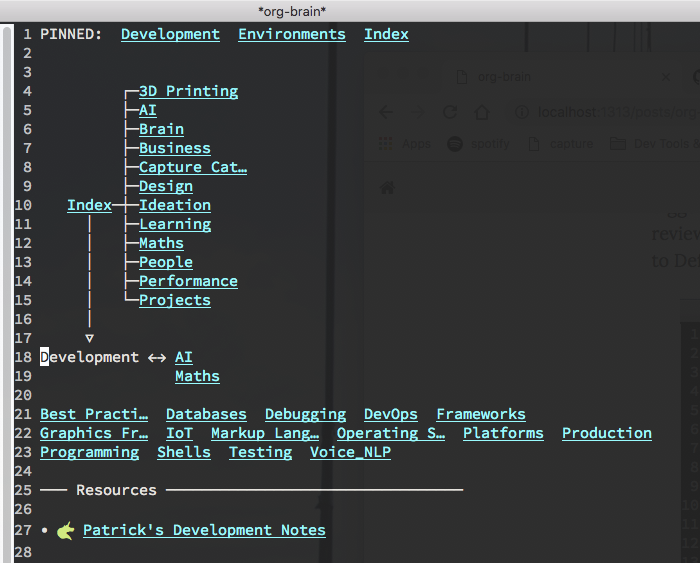 *org-brain*
1 PINNED: Development Environments Index
2
3
4 3D Printing
5 AI
6 Brain
7 Business
8 Capture Cat…
9 Design
10 Index Ideation
11 Learning
12 Maths
13 People
14 Performance
15 Projects
16
17
18 Development ↔ AI
19 Maths
20
21 Best Practi… Databases Debugging DevOps Frameworks
22 Graphics Fr… IoT Markup Lang… Operating S… Platforms Production
23 Programming Shells Testing Voice_NLP
24
25 Resources
26
27 • Patrick's Development Notes
28
org-brain
localhost:1313/posts/org-
Apps spotify capture Dev Tools &
review